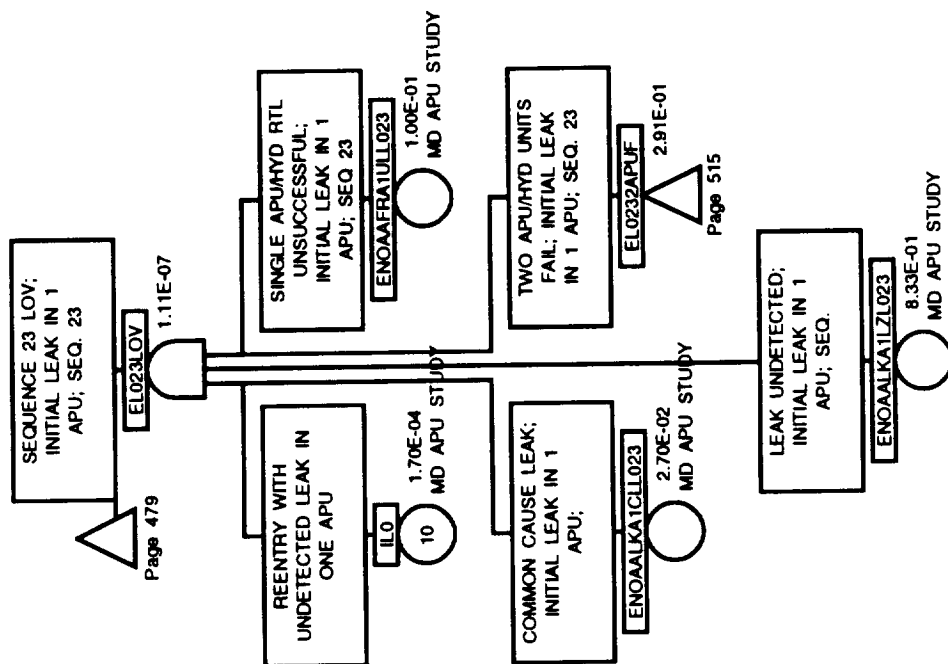 SEQUENCE 23 LOV;
INITIAL LEAK IN 1
APU; SEQ. 23
EL023LOV
1.11E-07
Page 479
REENTRY WITH
UNDETECTED LEAK IN
ONE APU
IL0
10
1.70E-04
MD APU STUDY
SINGLE APU/HYD RTL
UNSUCCESSFUL;
INITIAL LEAK IN 1
APU; SEQ 23
ENOAAFRA1ULL023
1.00E-01
MD APU STUDY
COMMON CAUSE LEAK;
INITIAL LEAK IN 1
APU;
ENOAALKA1CLL023
2.70E-02
MD APU STUDY
TWO APU/HYD UNITS
FAIL; INITIAL LEAK
IN 1 APU; SEQ. 23
EL0232APUF
2.91E-01
Page 515
LEAK UNDETECTED;
INITIAL LEAK IN 1
APU; SEQ.
ENOAALKA1LZL023
8.33E-01
MD APU STUDY